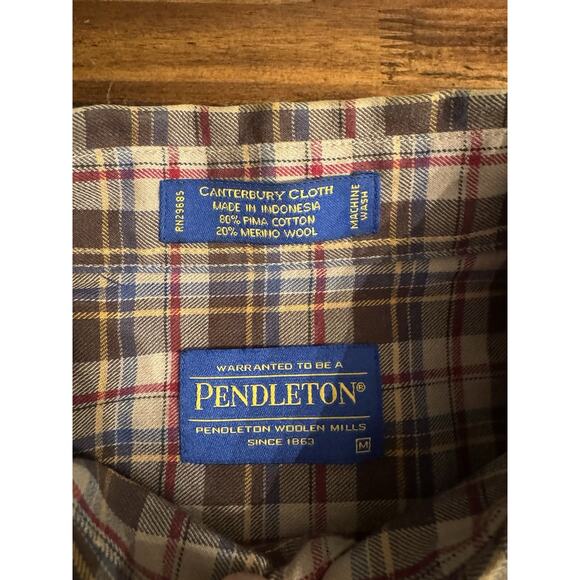 RN29685
CANTERBURY CLOTH
MADE IN INDONESIA
80% PIMA COTTON
20% MERINO WOOL
MACHINE
WASH
WARRANTED TO BE A
PENDLETON®
PENDLETON WOOLEN MILLS
SINCE 1863
M